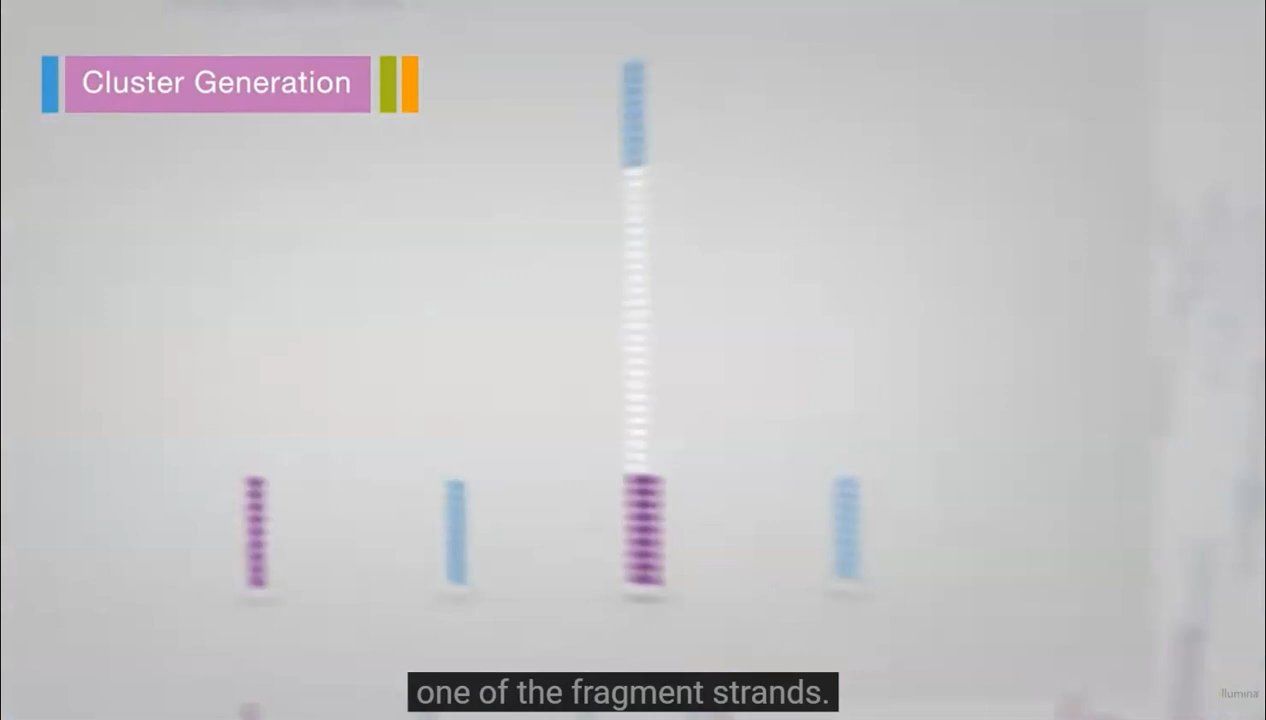 Cluster Generation
one of the fragment strands.
illumina